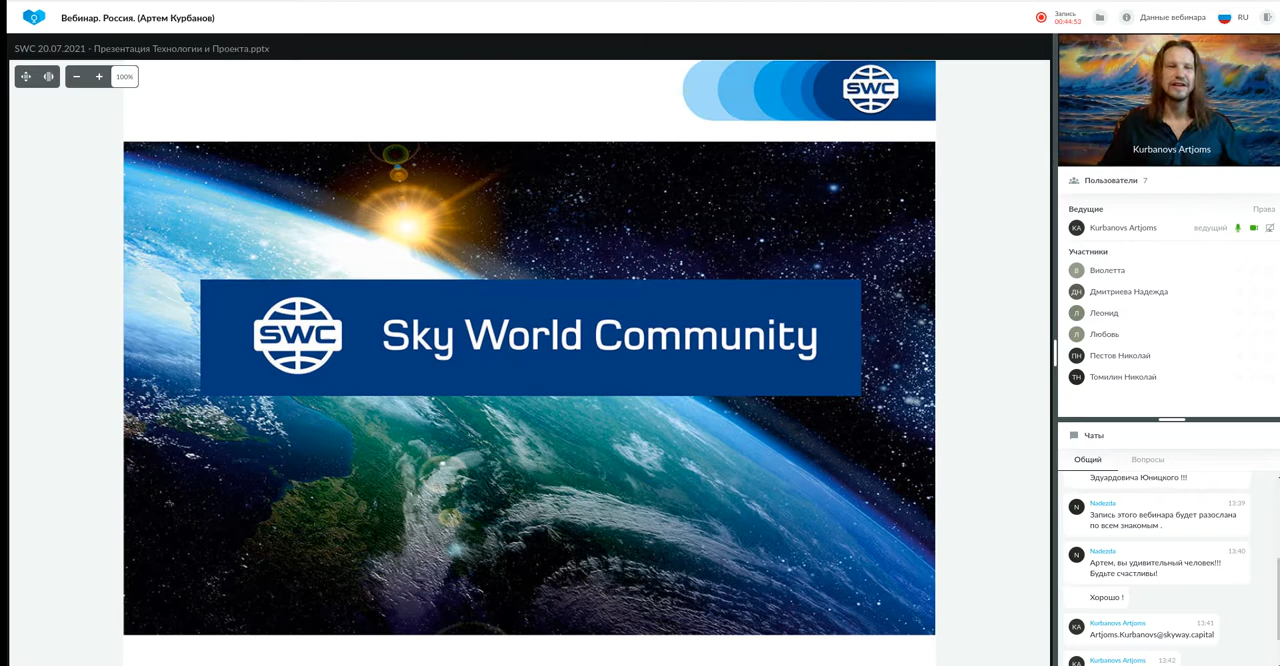 Вебинар. Россия. (Артем Курбанов)
Запись
00:44:53
Данные вебинара
RU
SWC 20.07.2021 - Презентация Технологии и Проекта.pptx
100%
SWC
SWC
Sky World Community
Kurbanovs Artjoms
Пользователи 7
Ведущие
Права
KA
Kurbanovs Artjoms
ведущий
Участники
В
Виолетта
ДН
Дмитриева Надежда
Л
Леонид
Л
Любовь
ПН
Пестов Николай
ТН
Томилин Николай
Чаты
Общий
Вопросы
Эдуардовича Юницкого !!!
N
Nadezda
13:39
Запись этого вебинара будет разослана
по всем знакомым .
N
Nadezda
13:40
Артем, вы удивительный человек!!!
Будьте счастливы!
Хорошо !
KA
Kurbanovs Artjoms
13:41
Artjoms.Kurbanovs@skyway.capital
KA
Kurbanovs Artjoms
13:42